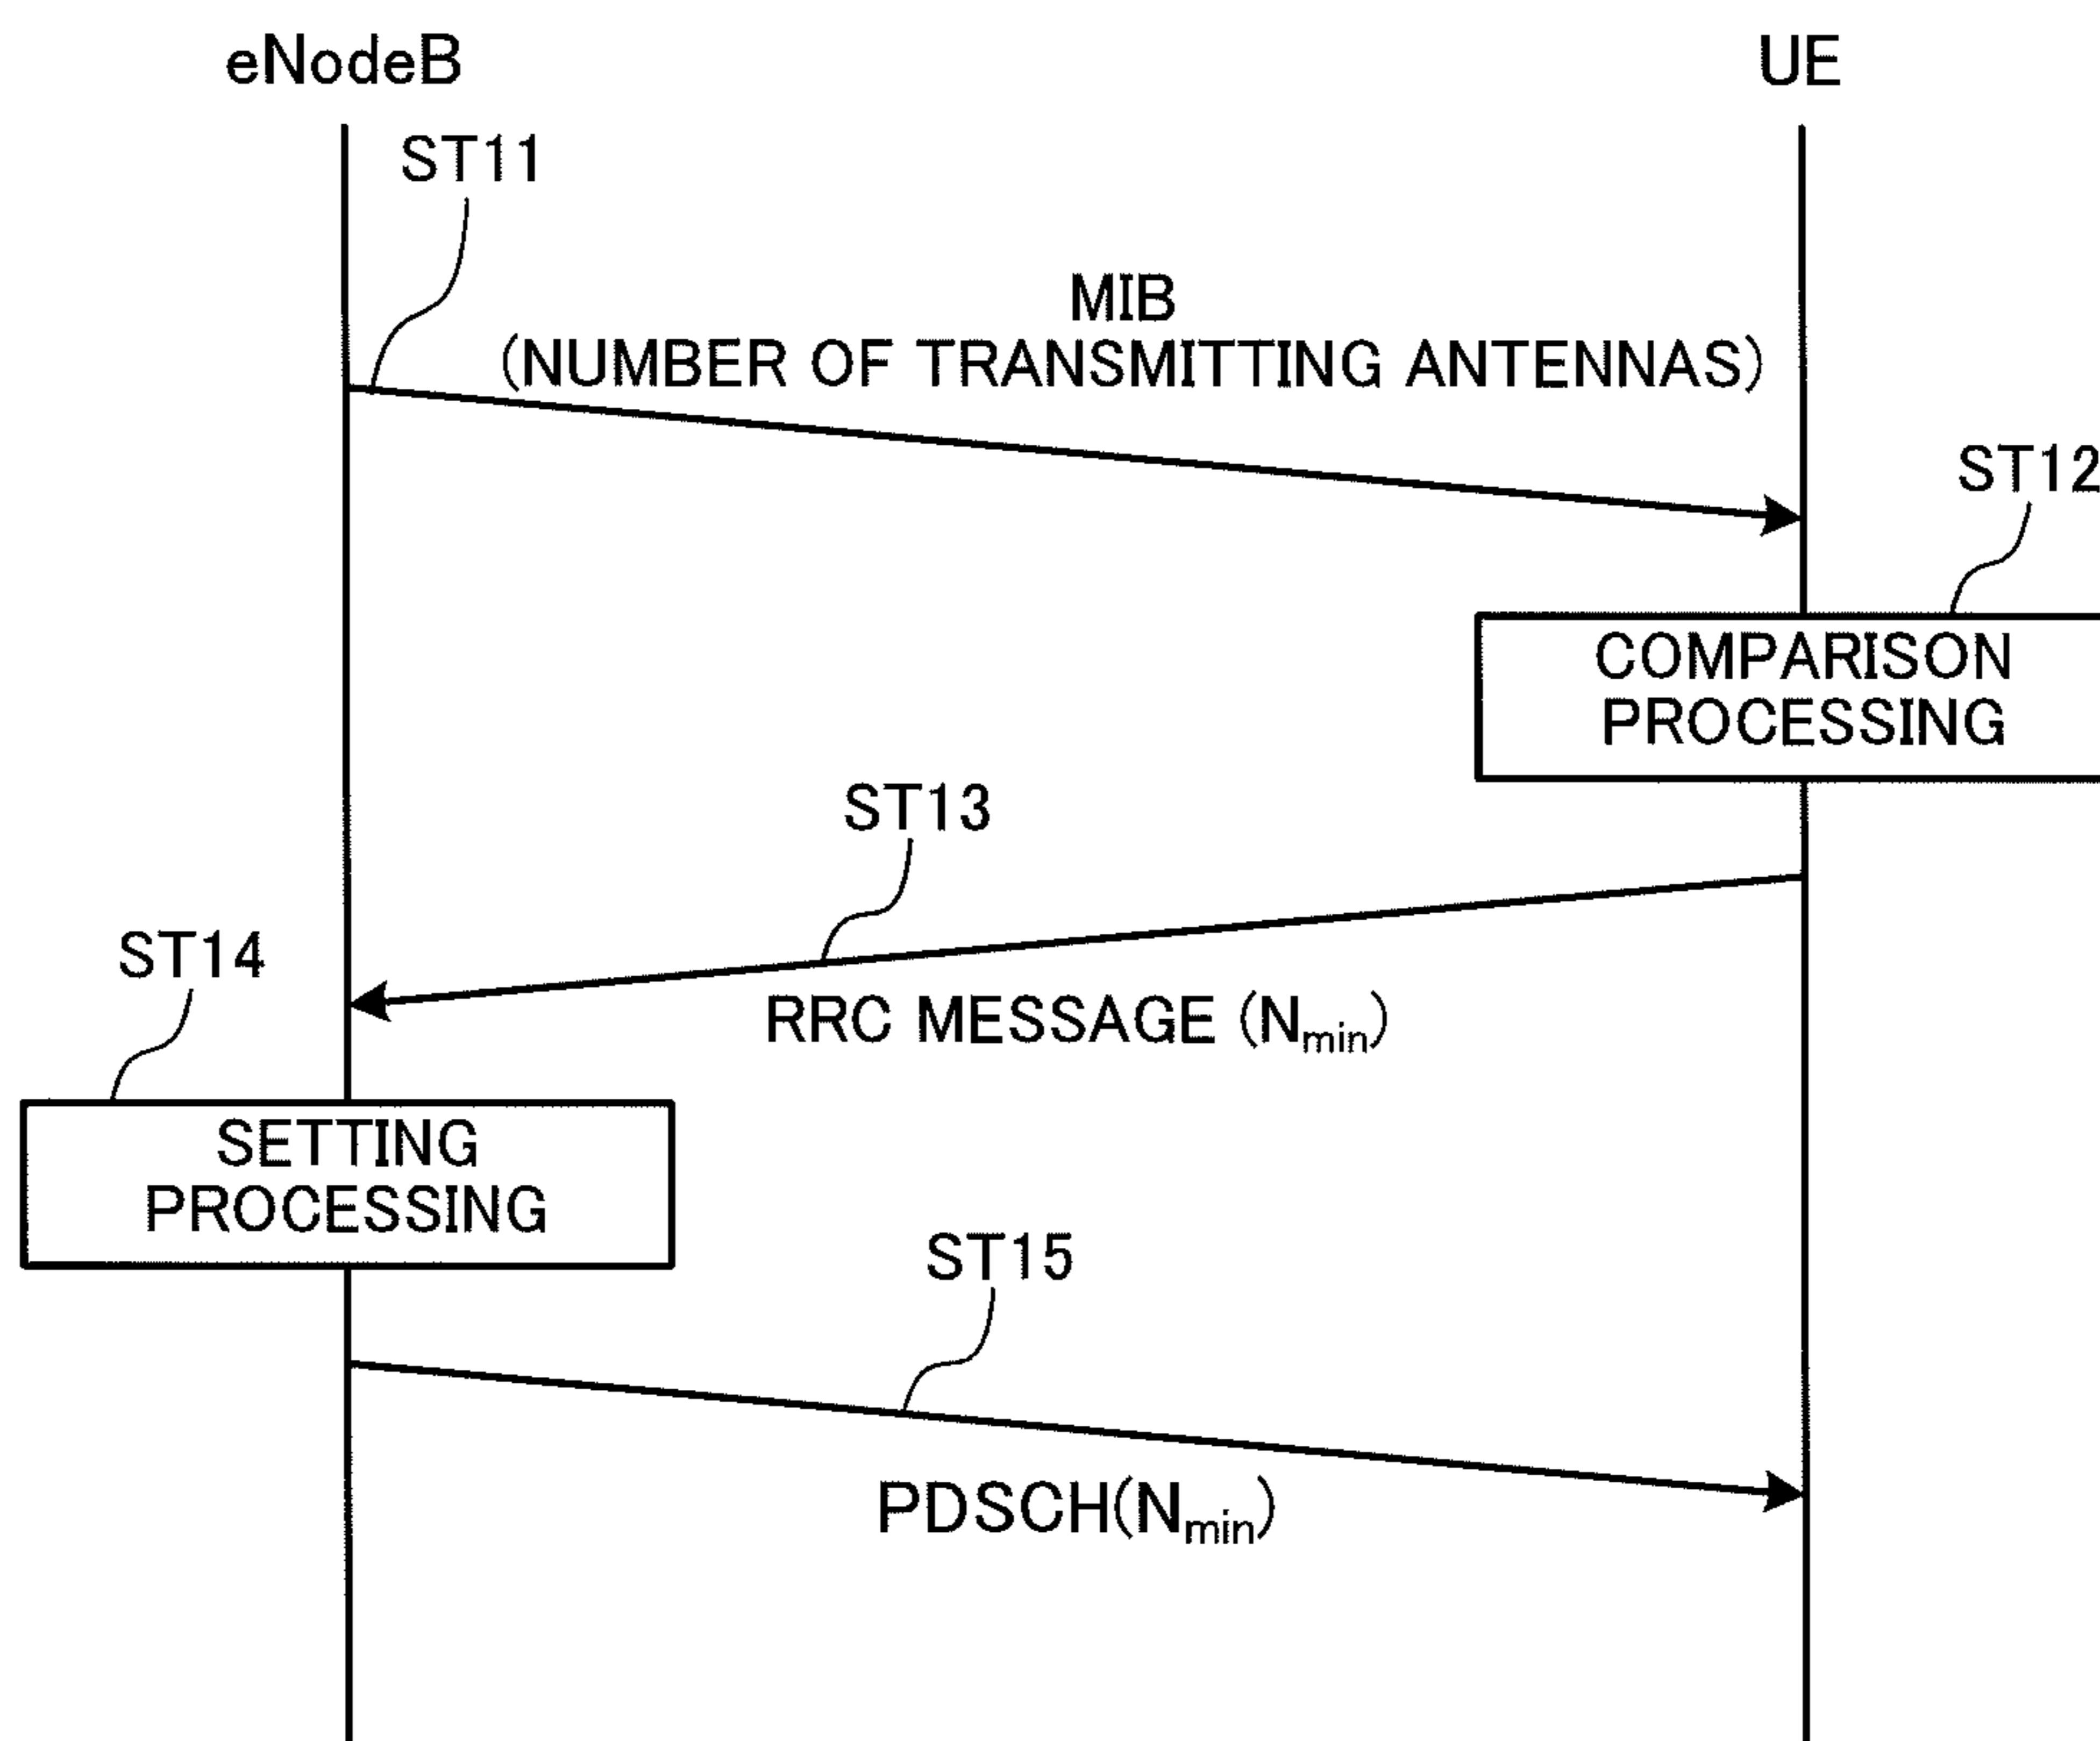 eNodeB
UE
ST11
MIB
(NUMBER OF TRANSMITTING ANTENNAS)
ST12
COMPARISON
PROCESSING
ST13
RRC MESSAGE (Nmin)
ST14
SETTING
PROCESSING
ST15
PDSCH(Nmin)